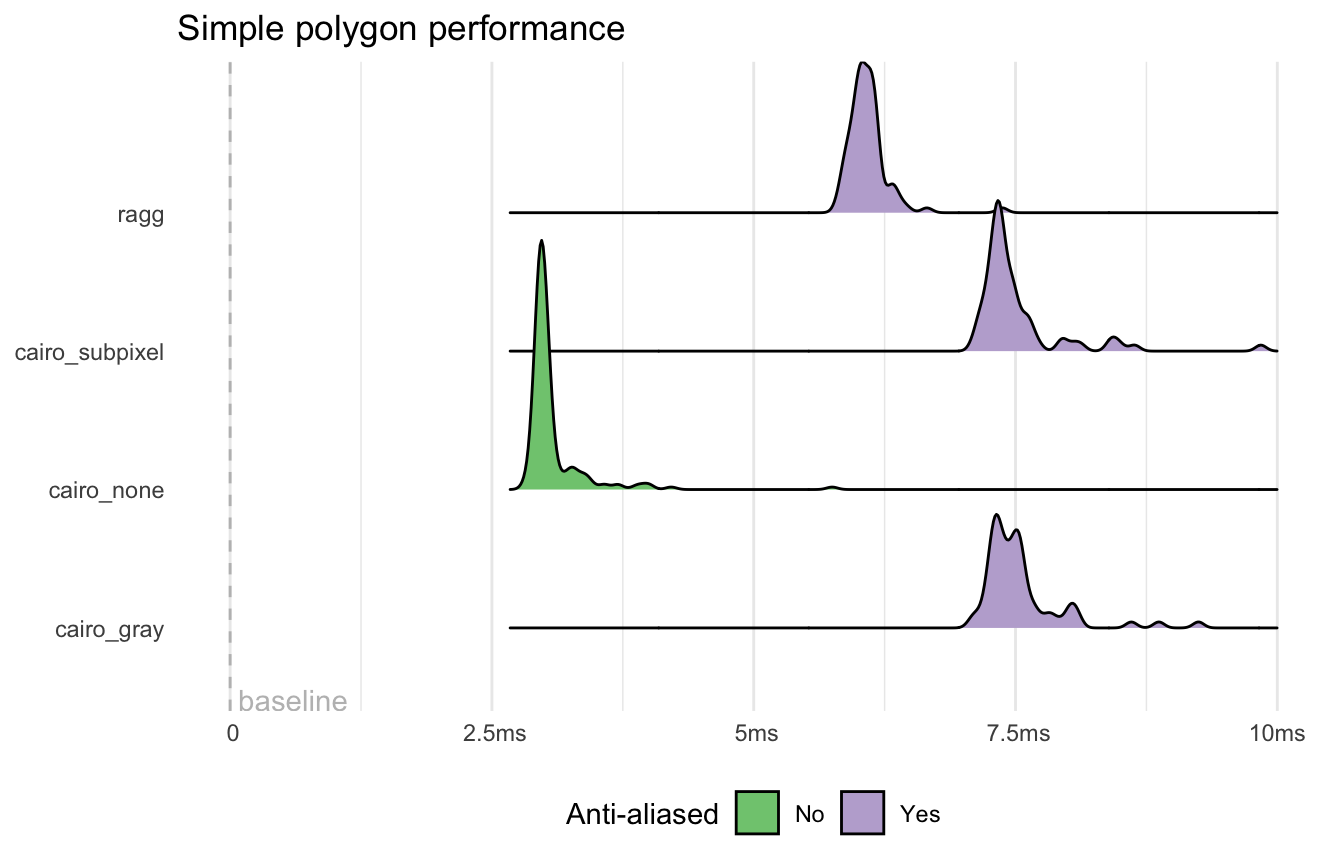 Simple polygon performance
ragg
cairo_subpixel
cairo_none
cairo_gray
baseline
0 2.5ms 5ms 7.5ms 10ms
Anti-aliased No Yes